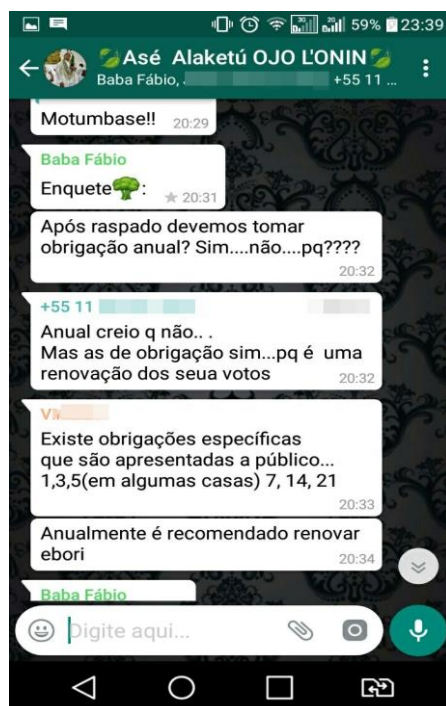 59% 23:39
Asé Alaketú OJO L'ONIN
Baba Fábio, +55 11 ...
Motumbase!! 20:29
Baba Fábio
Enquete : 20:31
Após raspado devemos tomar
obrigação anual? Sim....não....pq????
20:32
+55 11
Anual creio q não.. .
Mas as de obrigação sim...pq é uma
renovação dos seua votos 20:32
Existe obrigações específicas
que são apresentadas a público...
1,3,5(em algumas casas) 7, 14, 21
20:33
Anualmente é recomendado renovar
ebori 20:34
Baba Fábio
Digite aqui...